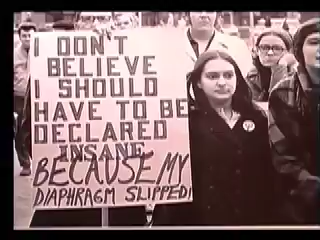 I DON'T
BELIEVE
I SHOULD
HAVE TO BE
DECLARED
INSANE
BECAUSE MY
DIAPHRAGM SLIPPED!